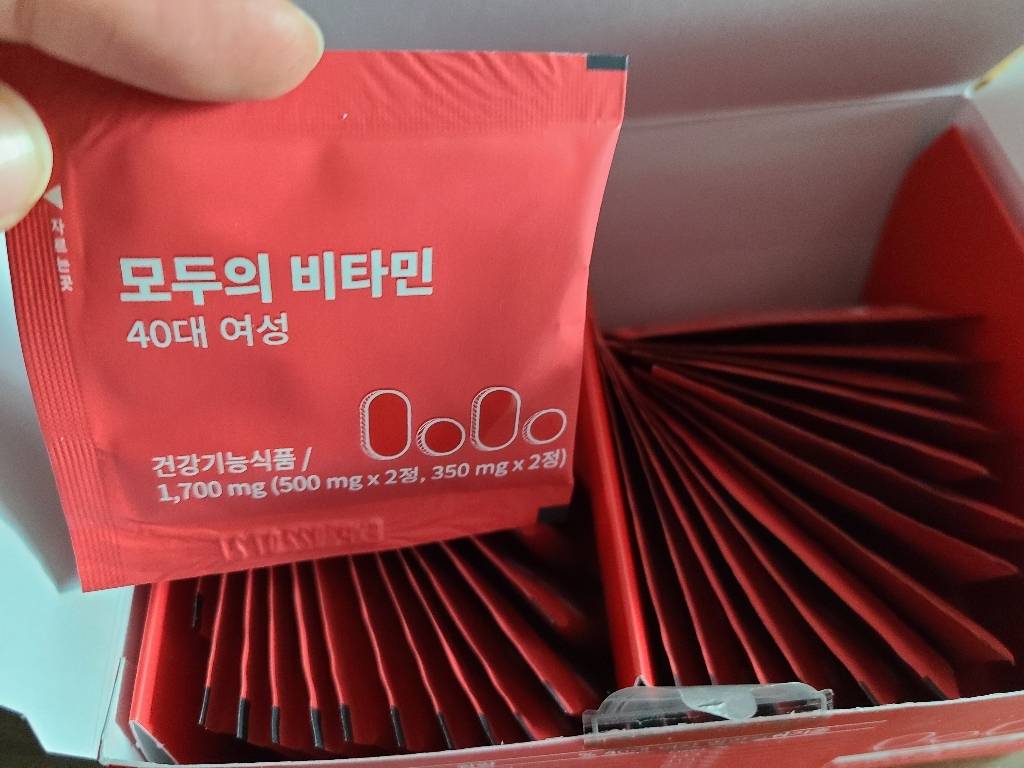 자르는곳
모두의 비타민
40대 여성
건강기능식품 /
1,700 mg (500 mg x 2정, 350 mg x 2정)